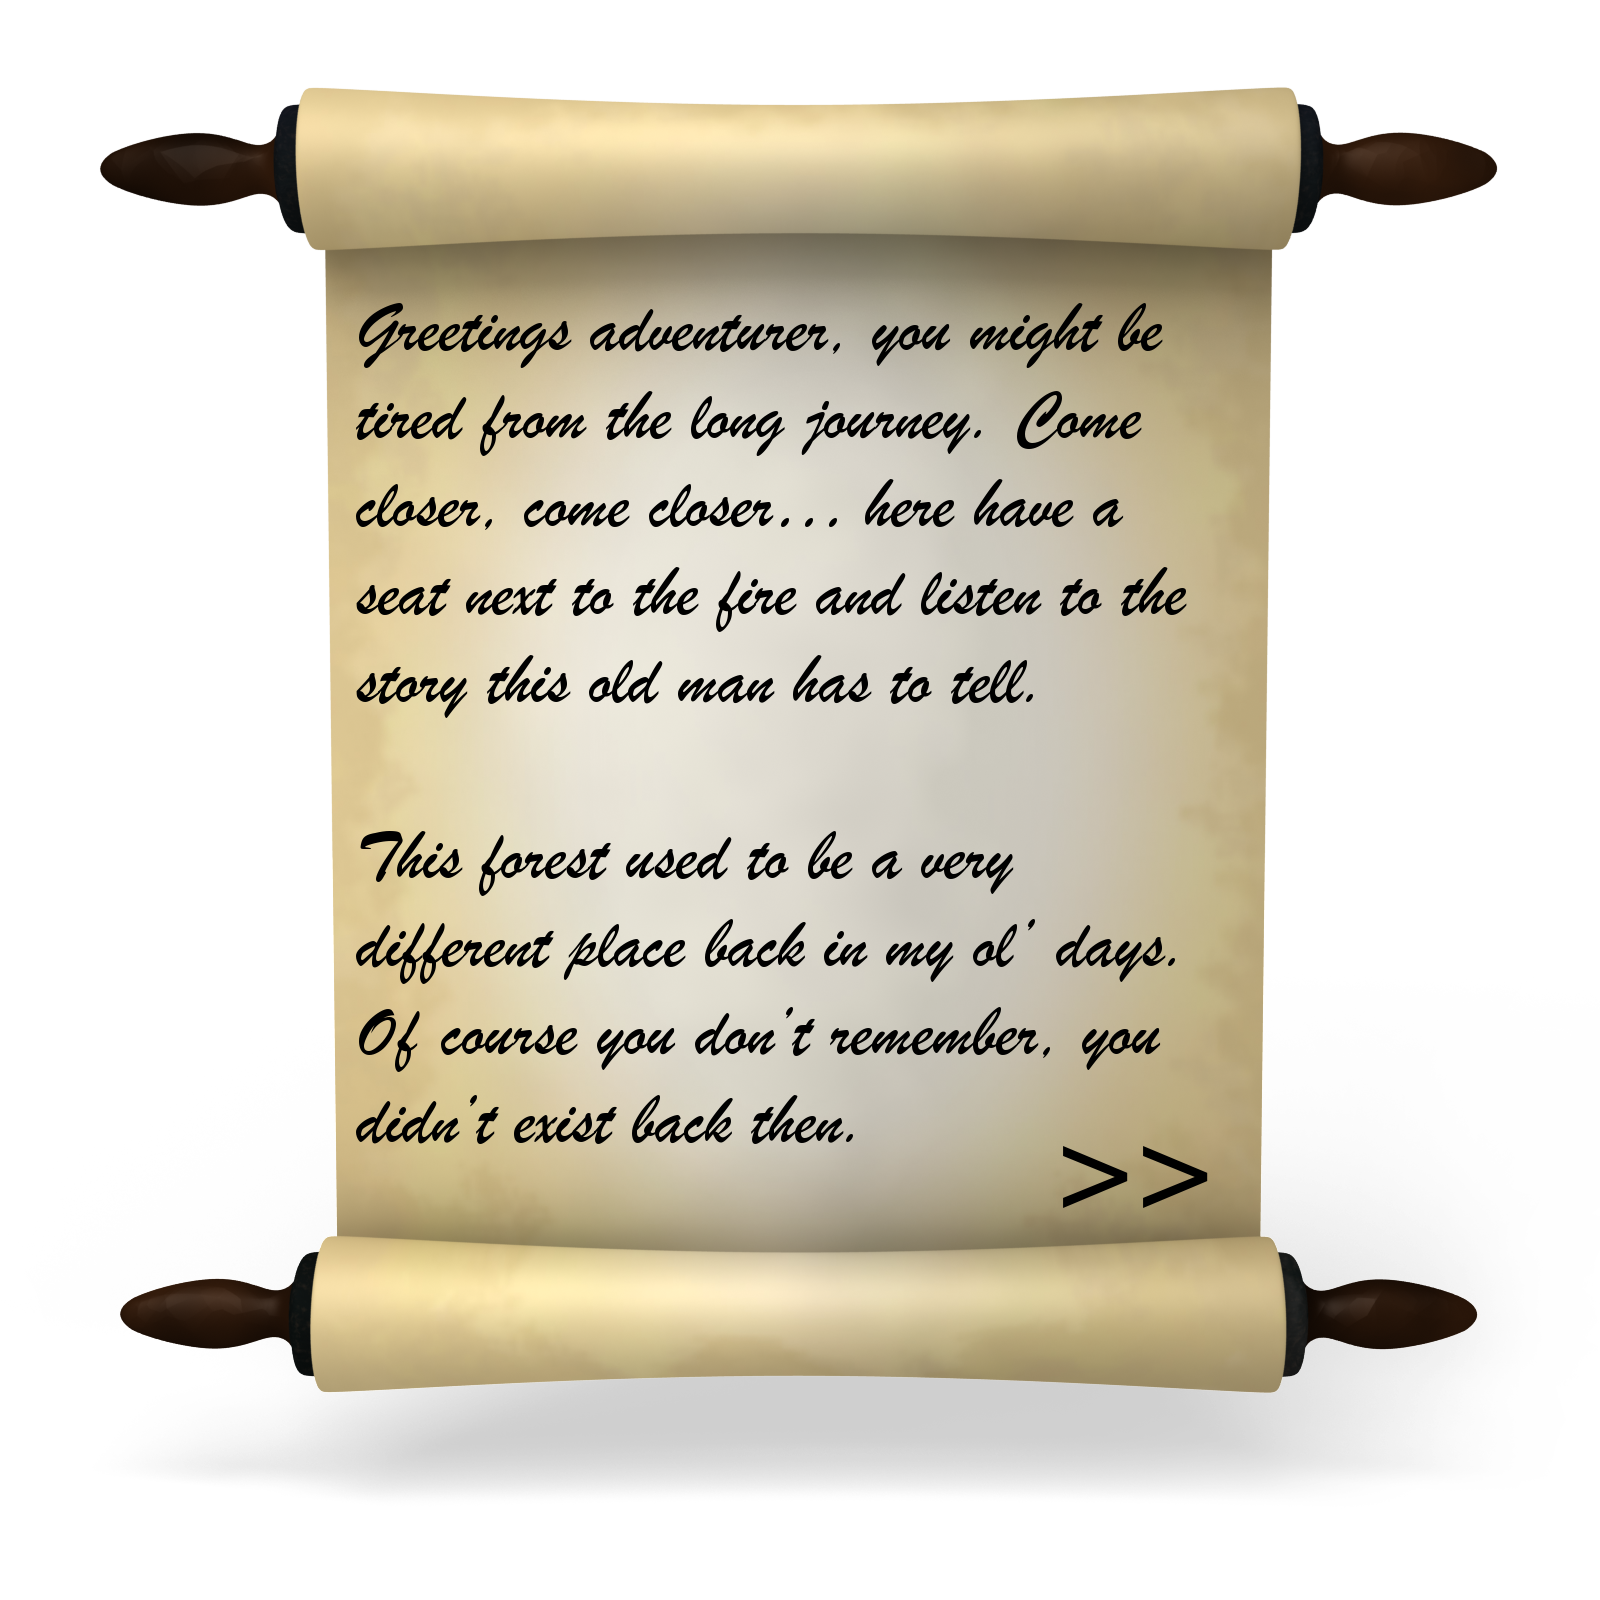 Greetings adventurer, you might be
tired from the long journey. Come
closer, come closer... here have a
seat next to the fire and listen to the
story this old man has to tell.
This forest used to be a very
different place back in my ol' days.
Of course you don't remember, you
didn't exist back then.
>>